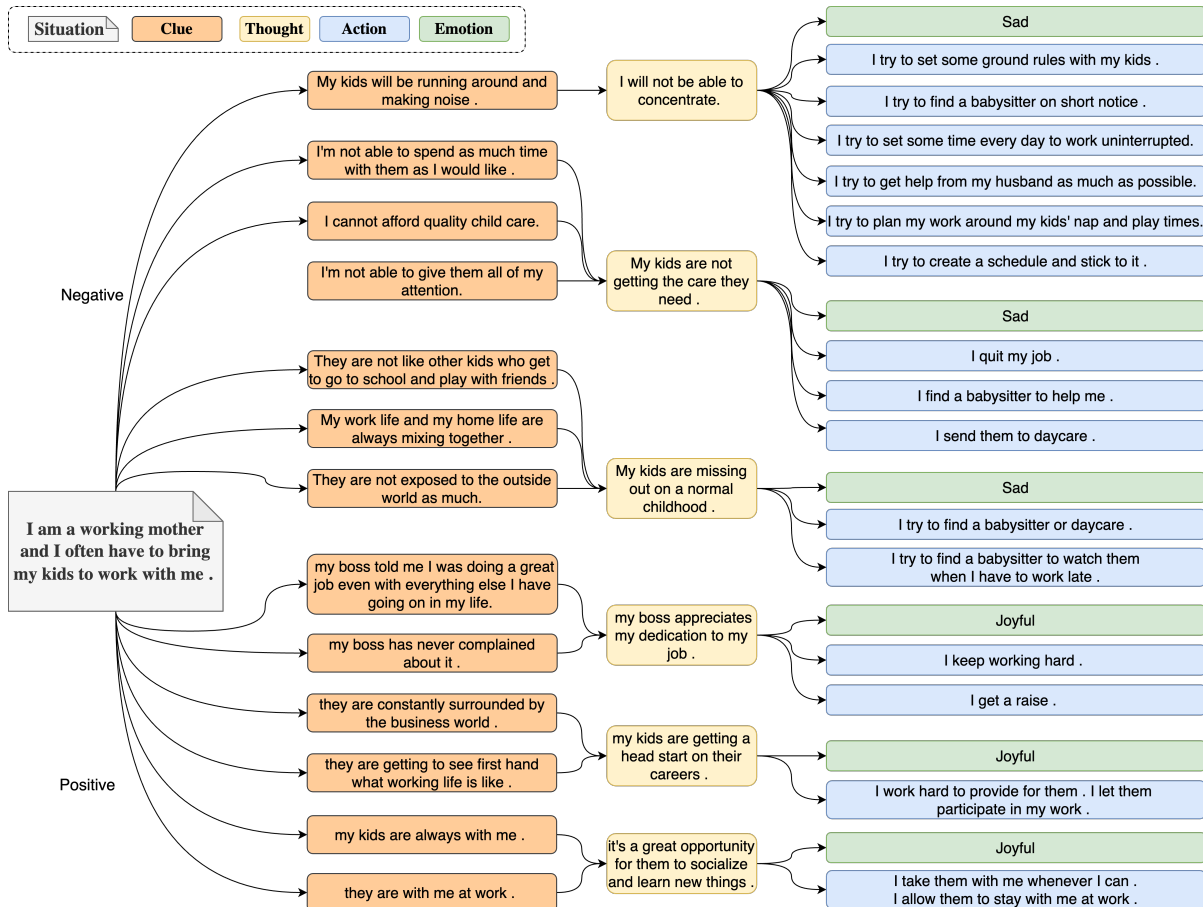 Situation
Clue
Thought
Action
Emotion
Negative
Positive
I am a working mother
and I often have to bring
my kids to work with me .
My kids will be running around and
making noise .
I'm not able to spend as much time
with them as I would like .
I cannot afford quality child care.
I'm not able to give them all of my
attention.
They are not like other kids who get
to go to school and play with friends .
My work life and my home life are
always mixing together .
They are not exposed to the outside
world as much.
my boss told me I was doing a great
job even with everything else I have
going on in my life.
my boss has never complained
about it .
they are constantly surrounded by
the business world .
they are getting to see first hand
what working life is like .
my kids are always with me .
they are with me at work .
I will not be able to
concentrate.
My kids are not
getting the care they
need .
My kids are missing
out on a normal
childhood .
my boss appreciates
my dedication to my
job .
my kids are getting a
head start on their
careers .
it's a great opportunity
for them to socialize
and learn new things .
Sad
I try to set some ground rules with my kids .
I try to find a babysitter on short notice .
I try to set some time every day to work uninterrupted.
I try to get help from my husband as much as possible.
I try to plan my work around my kids' nap and play times.
I try to create a schedule and stick to it .
Sad
I quit my job .
I find a babysitter to help me .
I send them to daycare .
Sad
I try to find a babysitter or daycare .
I try to find a babysitter to watch them
when I have to work late .
Joyful
I keep working hard .
I get a raise .
Joyful
I work hard to provide for them . I let them
participate in my work .
Joyful
I take them with me whenever I can .
I allow them to stay with me at work .